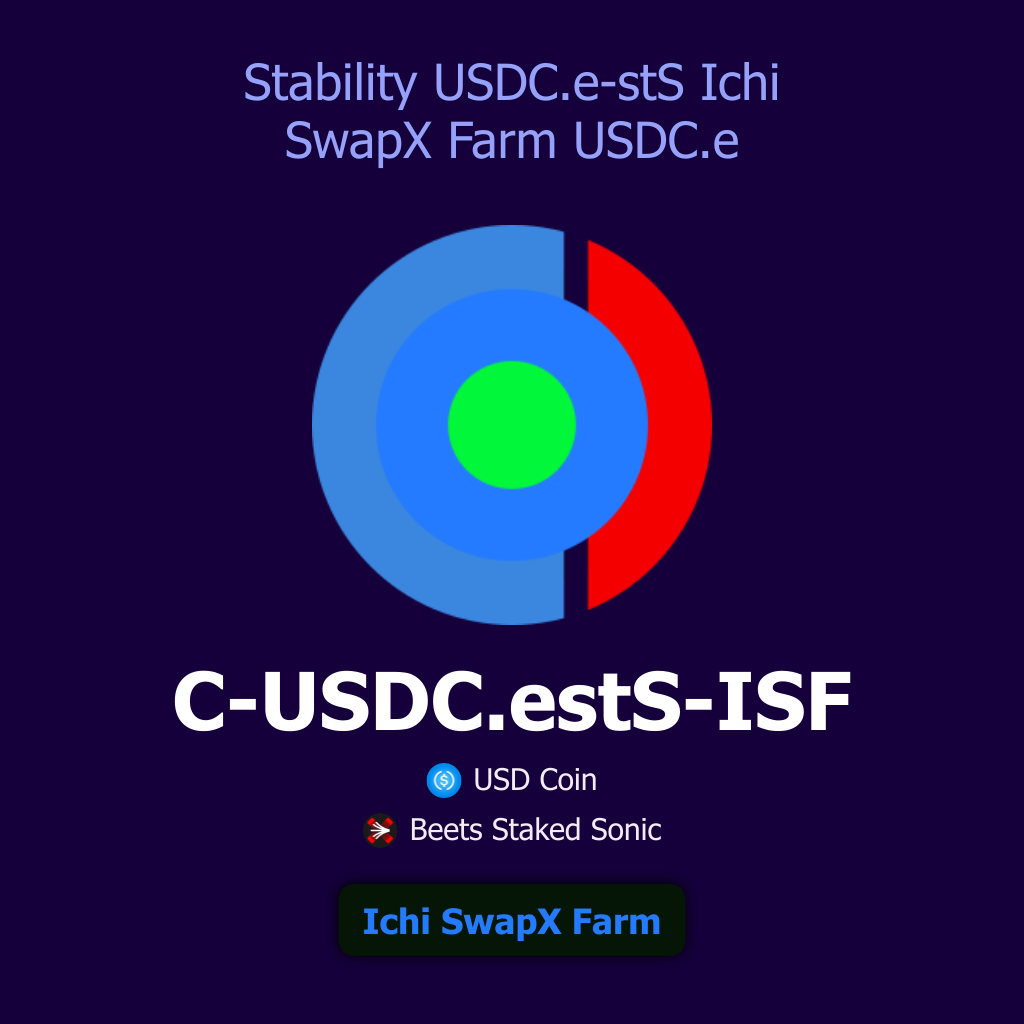 Stability USDC.e-stS Ichi
SwapX Farm USDC.e
C-USDC.estS-ISF
USD Coin
Beets Staked Sonic
Ichi SwapX Farm